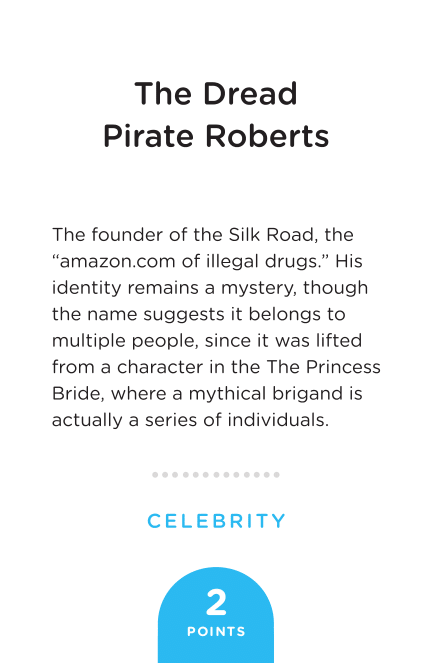 The Dread
Pirate Roberts
The founder of the Silk Road, the
“amazon.com of illegal drugs.” His
identity remains a mystery, though
the name suggests it belongs to
multiple people, since it was lifted
from a character in the The Princess
Bride, where a mythical brigand is
actually a series of individuals.
CELEBRITY
2
POINTS